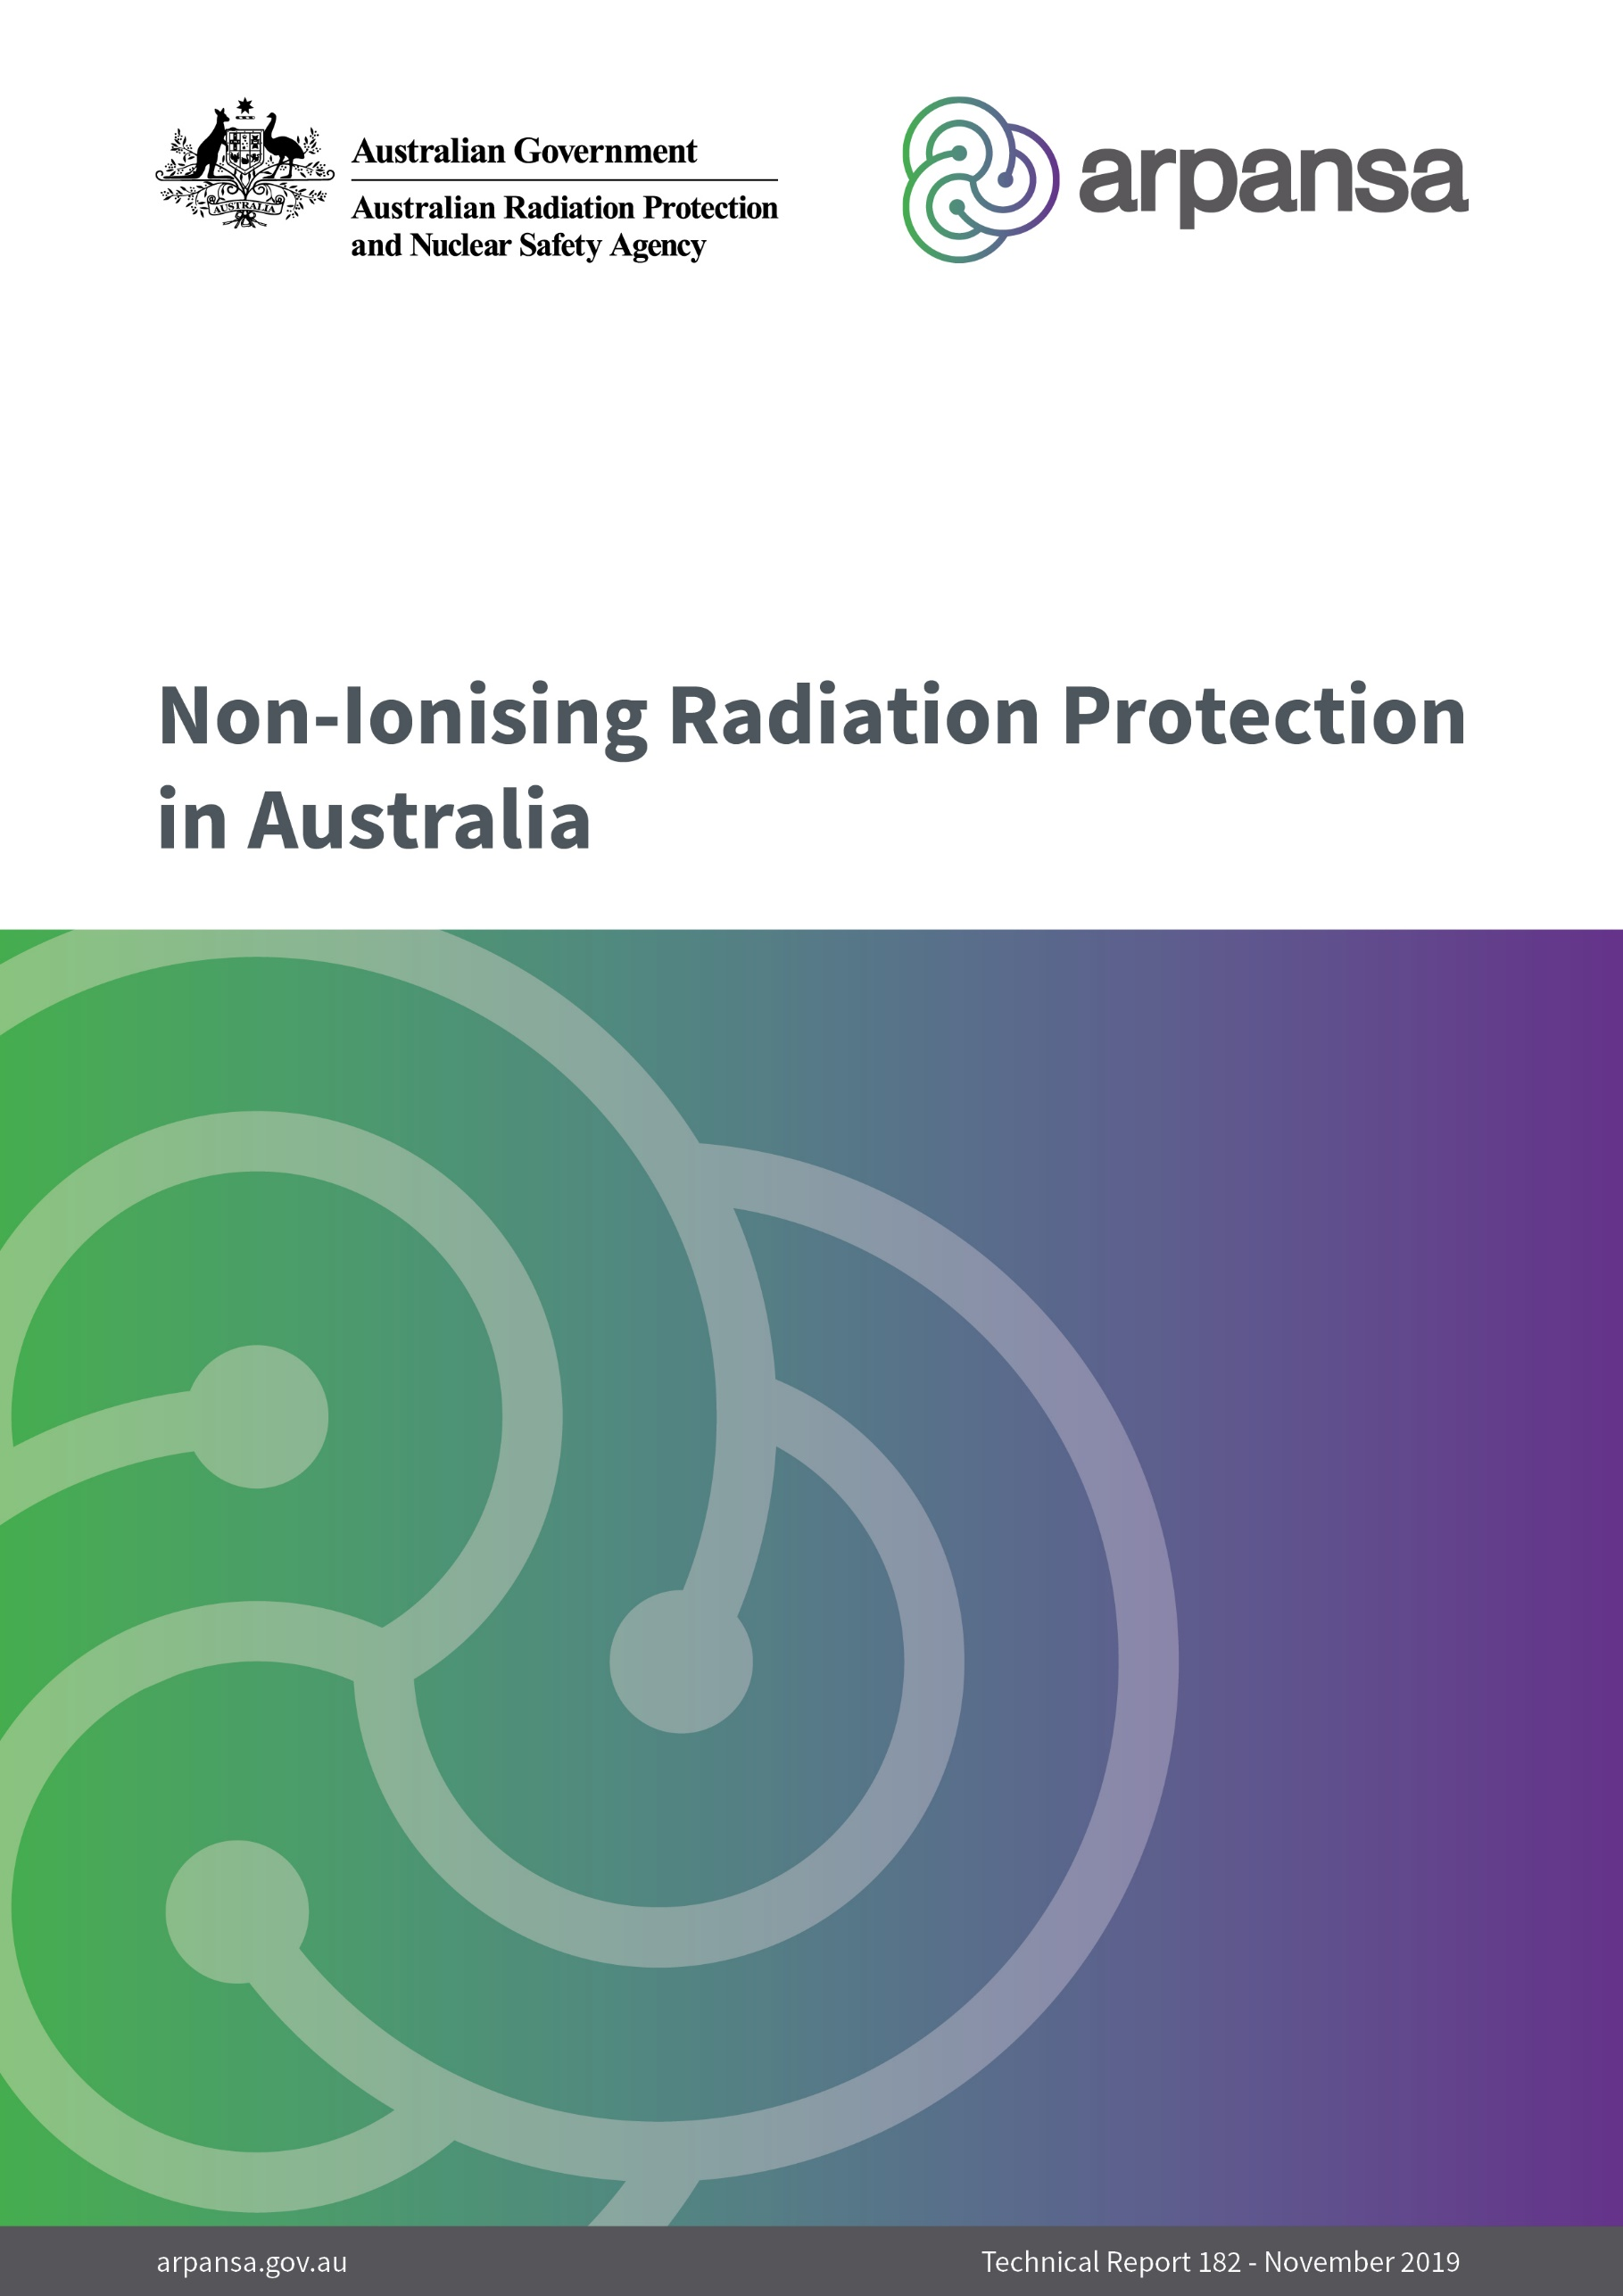 AUSTRALIA
Australian Government
Australian Radiation Protection
and Nuclear Safety Agency
arpansa
Non-Ionising Radiation Protection
in Australia
arpansa.gov.au
Technical Report 182 - November 2019